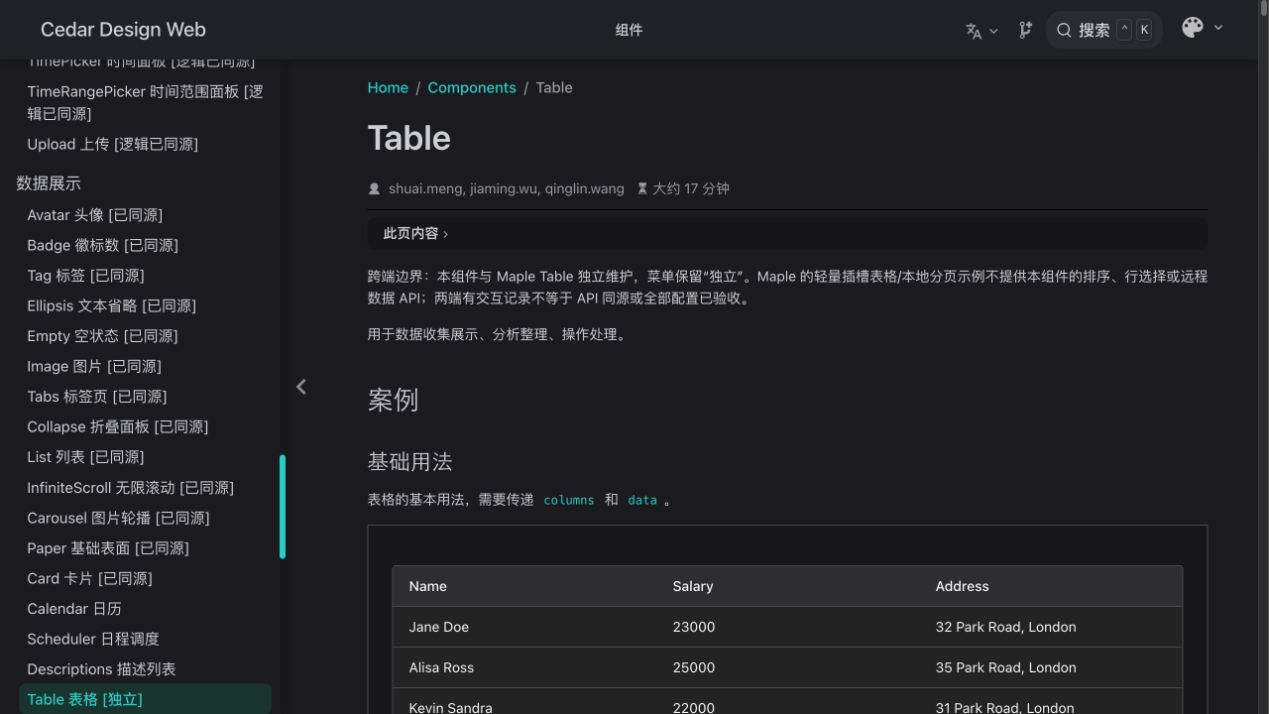 Cedar Design Web
组件
搜索 ^ K
TimePicker 时间面板 [逻辑已同源]
TimeRangePicker 时间范围面板 [逻
辑已同源]
Upload 上传 [逻辑已同源]
数据展示
Avatar 头像 [已同源]
Badge 徽标数 [已同源]
Tag 标签 [已同源]
Ellipsis 文本省略 [已同源]
Empty 空状态 [已同源]
Image 图片 [已同源]
Tabs 标签页 [已同源]
Collapse 折叠面板 [已同源]
List 列表 [已同源]
InfiniteScroll 无限滚动 [已同源]
Carousel 图片轮播 [已同源]
Paper 基础表面 [已同源]
Card 卡片 [已同源]
Calendar 日历
Scheduler 日程调度
Descriptions 描述列表
Table 表格 [独立]
Home / Components / Table
Table
shuai.meng, jiaming.wu, qinglin.wang 大约 17 分钟
此页内容 ›
跨端边界：本组件与 Maple Table 独立维护，菜单保留“独立”。Maple 的轻量插槽表格/本地分页示例不提供本组件的排序、行选择或远程
数据 API；两端有交互记录不等于 API 同源或全部配置已验收。
用于数据收集展示、分析整理、操作处理。
案例
基础用法
表格的基本用法，需要传递 columns 和 data 。
Name Salary Address
Jane Doe 23000 32 Park Road, London
Alisa Ross 25000 35 Park Road, London
Kevin Sandra 22000 31 Park Road, London